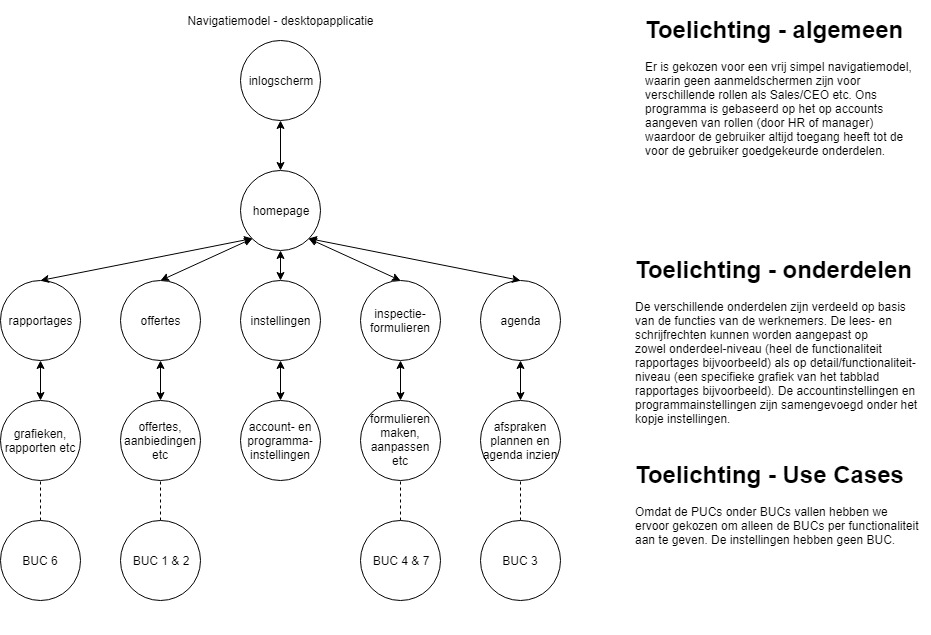 Navigatiemodel - desktopapplicatie
inlogscherm
homepage
rapportages
offertes
instellingen
inspectie-
formulieren
agenda
grafieken,
rapporten etc
offertes,
aanbiedingen
etc
account- en
programma-
instellingen
formulieren
maken,
aanpassen
etc
afspraken
plannen en
agenda inzien
BUC 6
BUC 1 & 2
BUC 4 & 7
BUC 3
Toelichting - algemeen
Er is gekozen voor een vrij simpel navigatiemodel,
waarin geen aanmeldschermen zijn voor
verschillende rollen als Sales/CEO etc. Ons
programma is gebaseerd op het op accounts
aangeven van rollen (door HR of manager)
waardoor de gebruiker altijd toegang heeft tot de
voor de gebruiker goedgekeurde onderdelen.
Toelichting - onderdelen
De verschillende onderdelen zijn verdeeld op basis
van de functies van de werknemers. De lees- en
schrijfrechten kunnen worden aangepast op
zowel onderdeel-niveau (heel de functionaliteit
rapportages bijvoorbeeld) als op detail/functionaliteit-
niveau (een specifieke grafiek van het tabblad
rapportages bijvoorbeeld). De accountinstellingen en
programmainstellingen zijn samengevoegd onder het
kopje instellingen.
Toelichting - Use Cases
Omdat de PUCs onder BUCs vallen hebben we
ervoor gekozen om alleen de BUCs per functionaliteit
aan te geven. De instellingen hebben geen BUC.